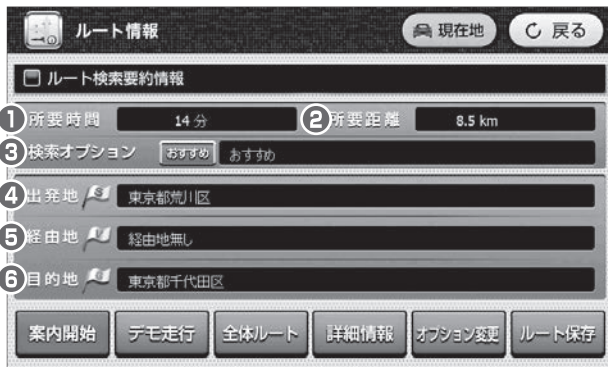 ルート情報 現在地 戻る
ルート検索要約情報
1 所要時間 14 分 2 所要距離 8.5 km
3 検索オプション おすすめ おすすめ
4 出発地 S 東京都荒川区
5 経由地 経由地無し
6 目的地 東京都千代田区
案内開始 デモ走行 全体ルート 詳細情報 オプション変更 ルート保存